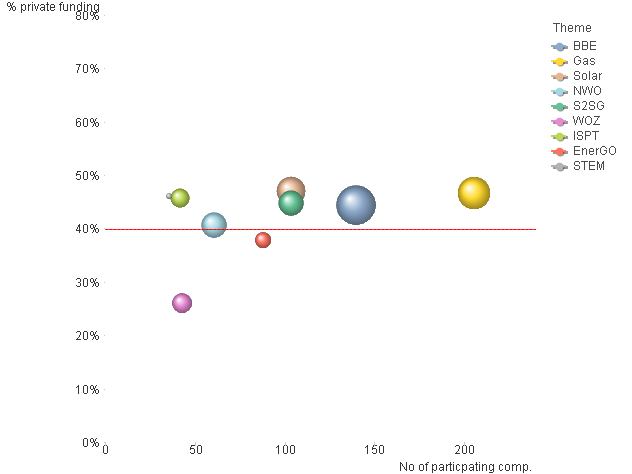 % private funding
80%
70%
60%
50%
40%
30%
20%
10%
0%
0 50 100 150 200
No of particpating comp.
Theme
BBE
Gas
Solar
NWO
S2SG
WOZ
ISPT
EnerGO
STEM